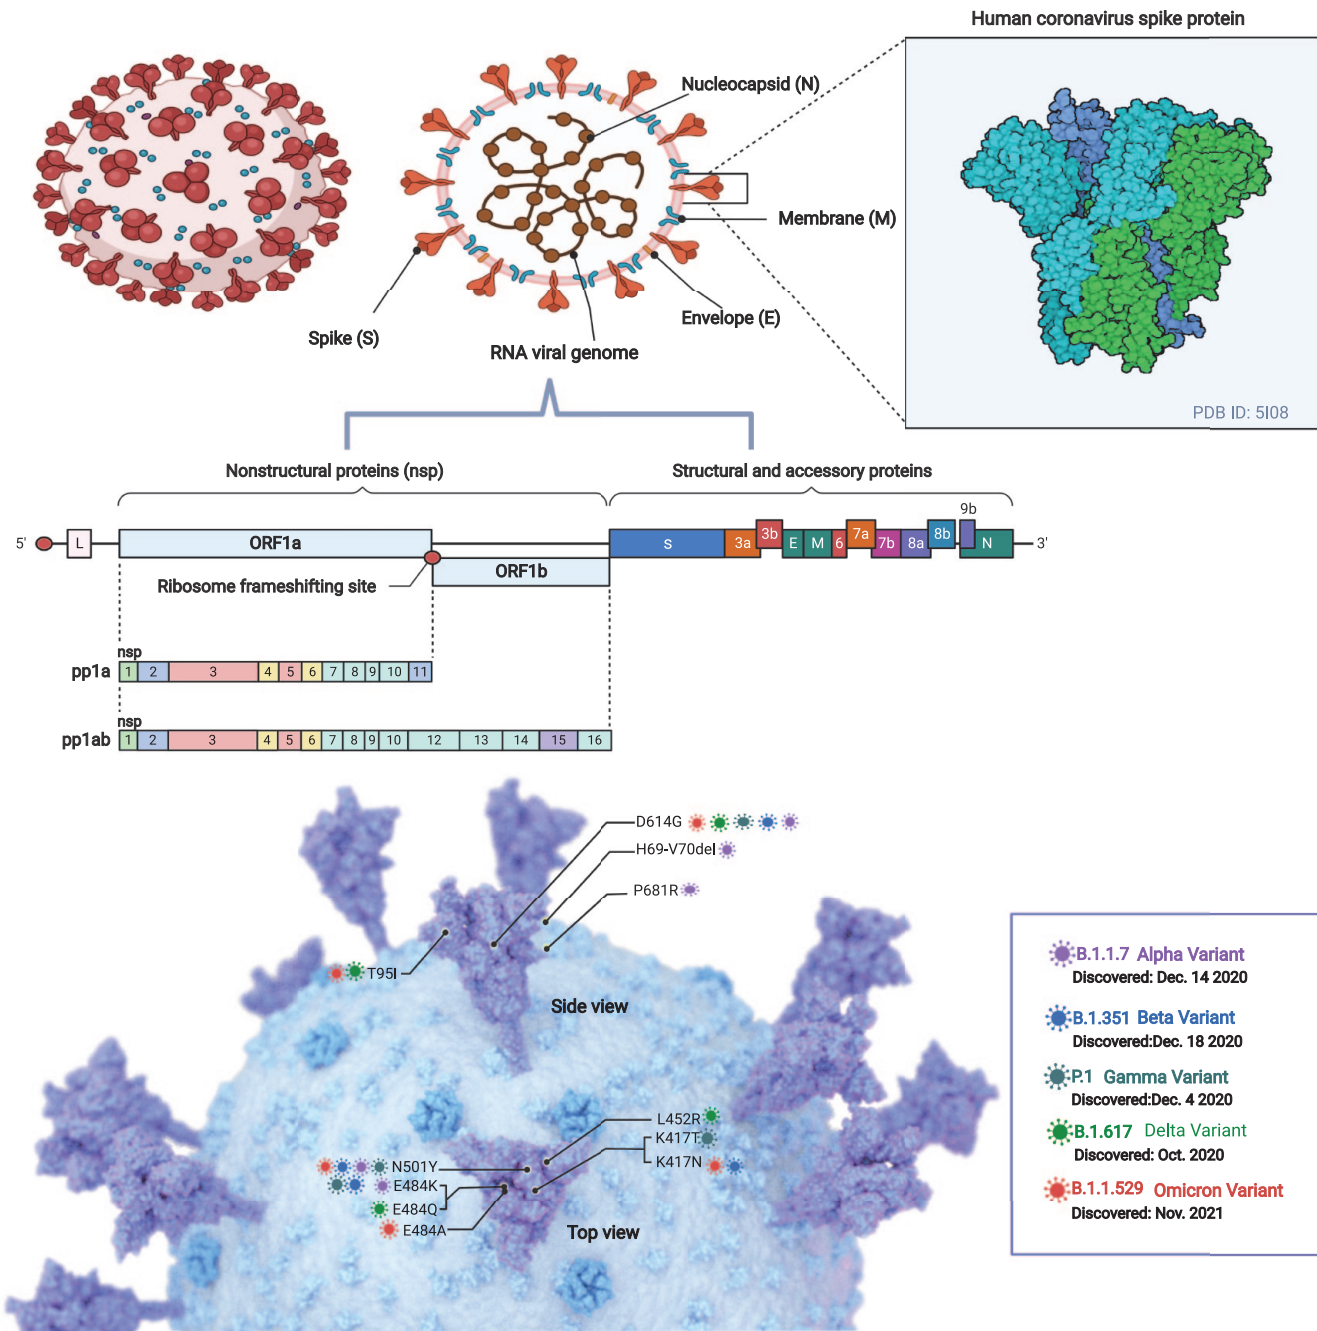 Human coronavirus spike protein
Nucleocapsid (N)
Membrane (M)
Envelope (E)
Spike (S)
RNA viral genome
PDB ID: 5I08
Nonstructural proteins (nsp)
Structural and accessory proteins
5'
L
ORF1a
S
3a
3b
E
M
6
7a
7b
8a
8b
9b
N
3'
Ribosome frameshifting site
ORF1b
nsp
pp1a
1 2 3 4 5 6 7 8 9 10 11
nsp
pp1ab
1 2 3 4 5 6 7 8 9 10 12 13 14 15 16
D614G
H69-V70del
P681R
T95I
Side view
L452R
K417T
K417N
N501Y
E484K
E484Q
E484A
Top view
B.1.1.7 Alpha Variant
Discovered: Dec. 14 2020
B.1.351 Beta Variant
Discovered:Dec. 18 2020
P.1 Gamma Variant
Discovered:Dec. 4 2020
B.1.617 Delta Variant
Discovered: Oct. 2020
B.1.1.529 Omicron Variant
Discovered: Nov. 2021